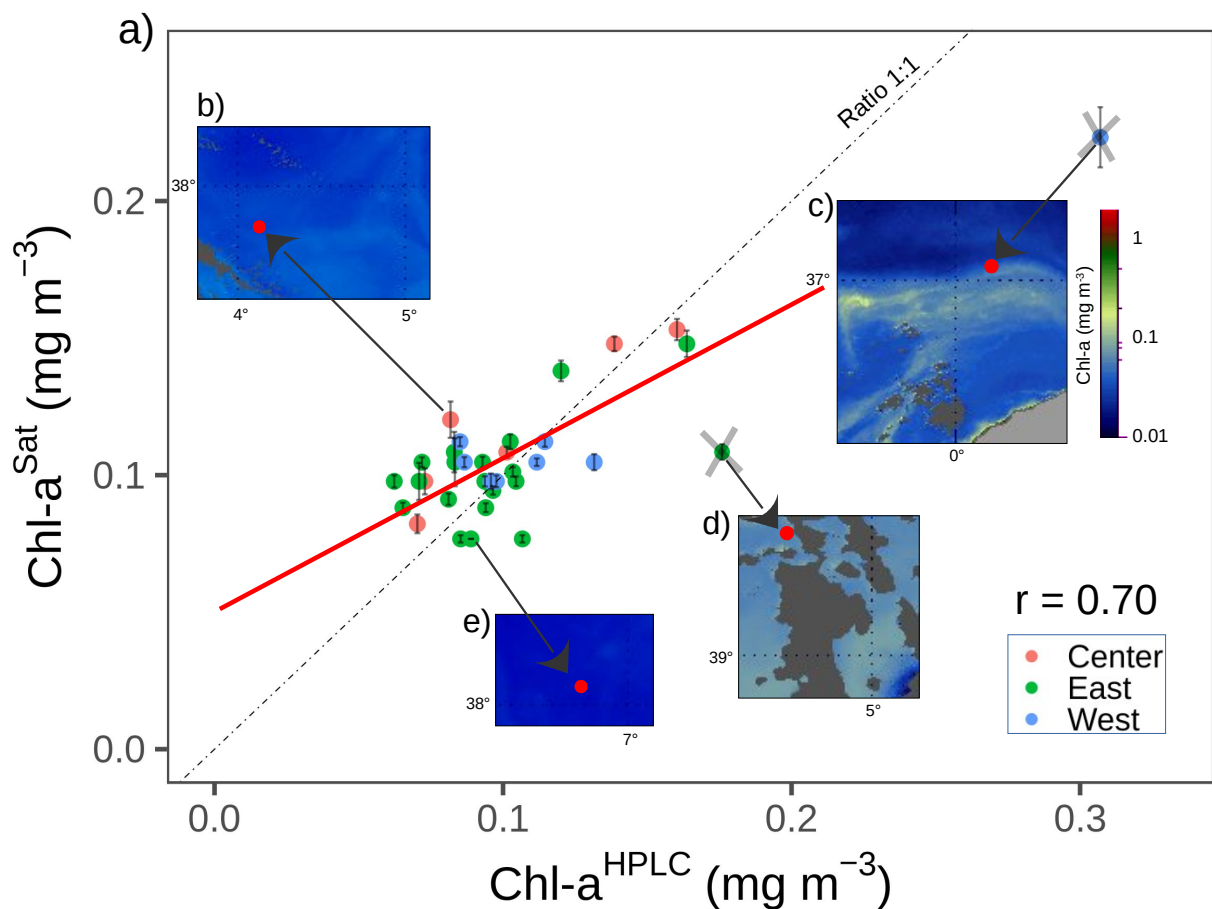 a)
Chl-a^Sat (mg m^−3)
0.2
0.1
0.0
0.0 0.1 0.2 0.3
Chl-a^HPLC (mg m^−3)
Ratio 1:1
b)
38°
4° 5°
c)
37°
0°
Chl-a (mg m^-3)
1
0.1
0.01
d)
39°
5°
e)
38°
7°
r = 0.70
Center
East
West